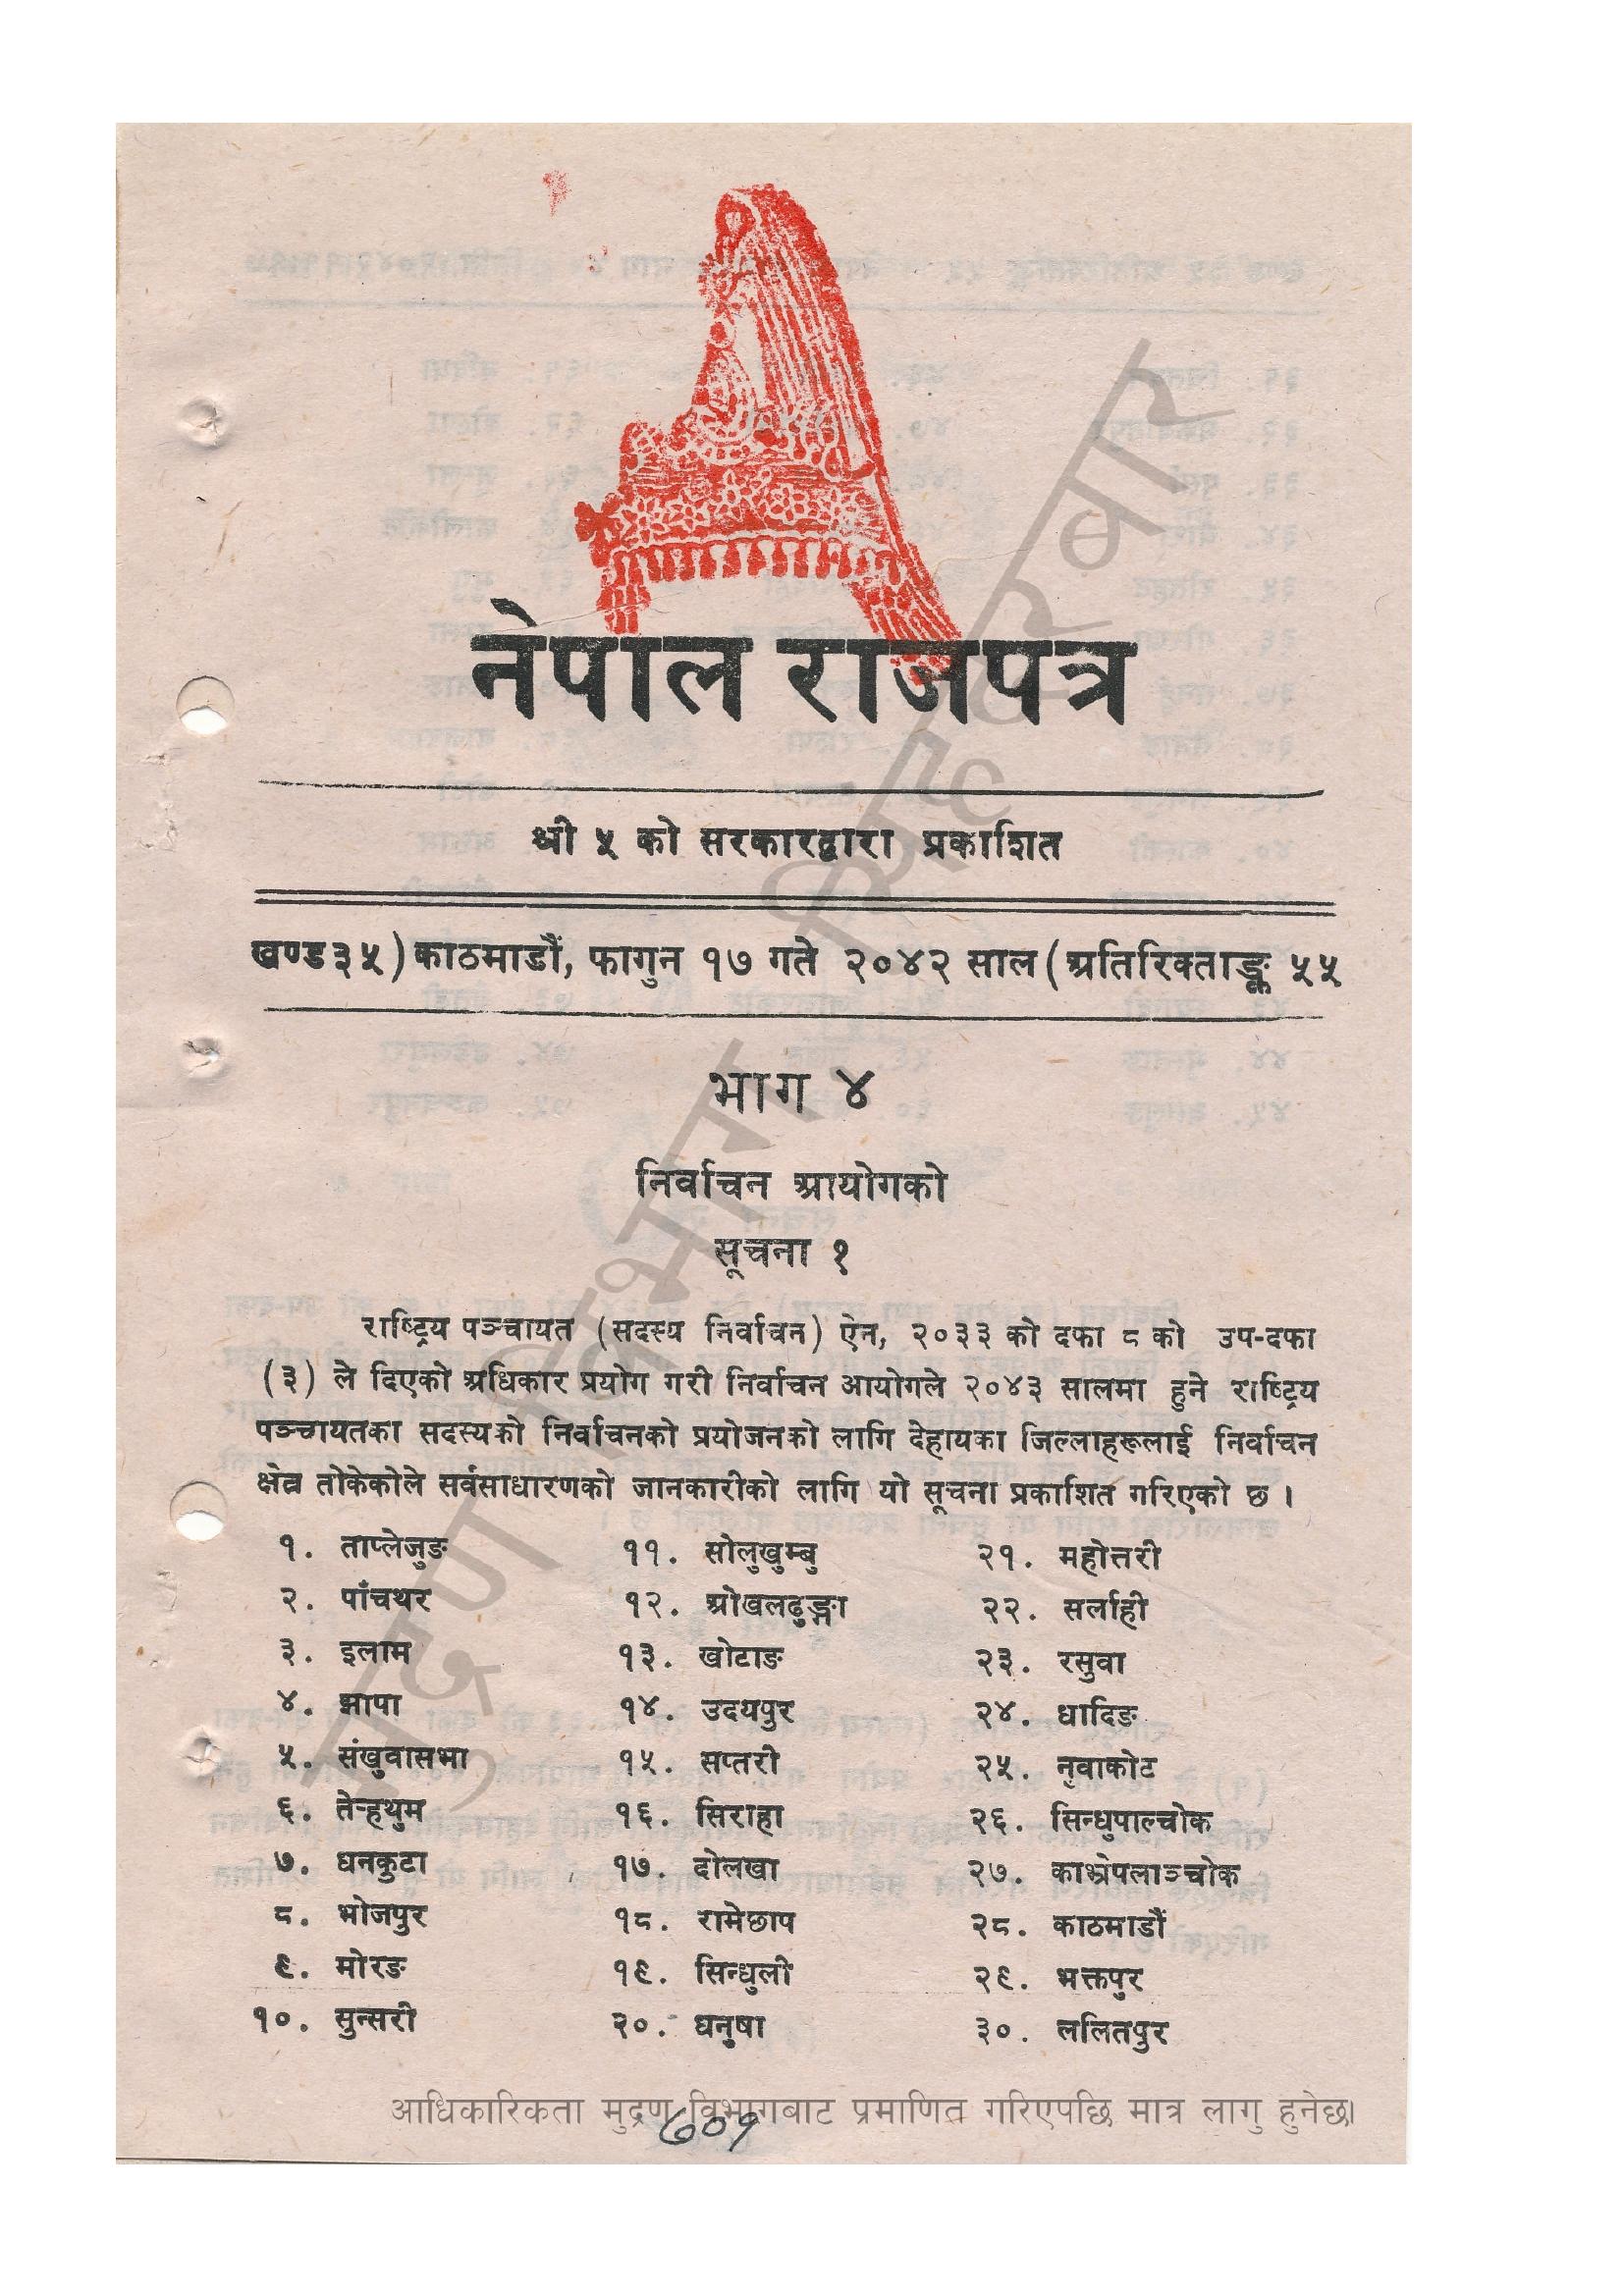 नेपाल राजपत्र
श्री ५ को सरकारद्वारा प्रकाशित
खण्ड ३५) काठमाडौं, फागुन १७ गते २०४२ साल (अतिरिक्ताङ्क ५५
भाग ४
निर्वाचन आयोगको
सूचना १
राष्ट्रिय पञ्चायत (सदस्य निर्वाचन) ऐन, २०३३ को दफा ८ को उप-दफा
(३) ले दिएको अधिकार प्रयोग गरी निर्वाचन आयोगले २०४३ सालमा हुने राष्ट्रिय
पञ्चायतका सदस्यको निर्वाचनको प्रयोजनको लागि देहायका जिल्लाहरूलाई निर्वाचन
क्षेत्र तोकेकोले सर्वसाधारणको जानकारीको लागि यो सूचना प्रकाशित गरिएको छ ।
१. ताप्लेजुङ
२. पाँचथर
३. इलाम
४. झापा
५. संखुवासभा
६. तेर्‍हथुम
७. धनकुटा
८. भोजपुर
९. मोरङ
१०. सुन्सरी
११. सोलुखुम्बु
१२. ओखलढुङ्गा
१३. खोटाङ
१४. उदयपुर
१५. सप्तरी
१६. सिराहा
१७. दोलखा
१८. रामेछाप
१९. सिन्धुली
२०. धनुषा
२१. महोत्तरी
२२. सर्लाही
२३. रसुवा
२४. धादिङ
२५. नुवाकोट
२६. सिन्धुपाल्चोक
२७. काभ्रेपलाञ्चोक
२८. काठमाडौं
२९. भक्तपुर
३०. ललितपुर
आधिकारिकता मुद्रण विभागबाट प्रमाणित गरिएपछि मात्र लागु हुनेछ।
७०१
मुद्रण विभाग, सिंहदरबार